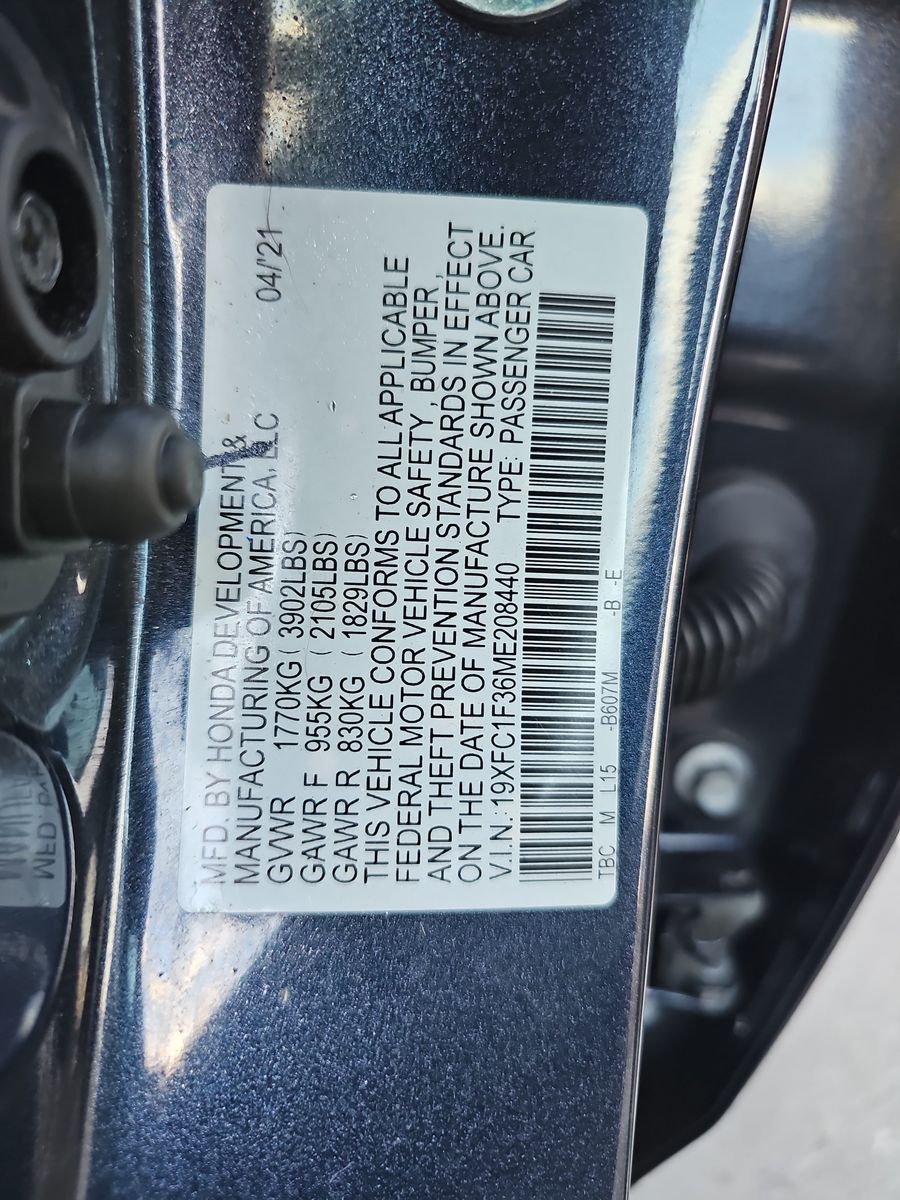 MFD. BY HONDA DEVELOPMENT &
MANUFACTURING OF AMERICA, LLC 04/'21
GVWR 1770KG ( 3902LBS)
GAWR F 955KG ( 2105LBS)
GAWR R 830KG ( 1829LBS)
THIS VEHICLE CONFORMS TO ALL APPLICABLE
FEDERAL MOTOR VEHICLE SAFETY, BUMPER,
AND THEFT PREVENTION STANDARDS IN EFFECT
ON THE DATE OF MANUFACTURE SHOWN ABOVE.
V.I.N.: 19XFC1F36ME208440 TYPE: PASSENGER CAR
TBC M L15 -B607M -B -E